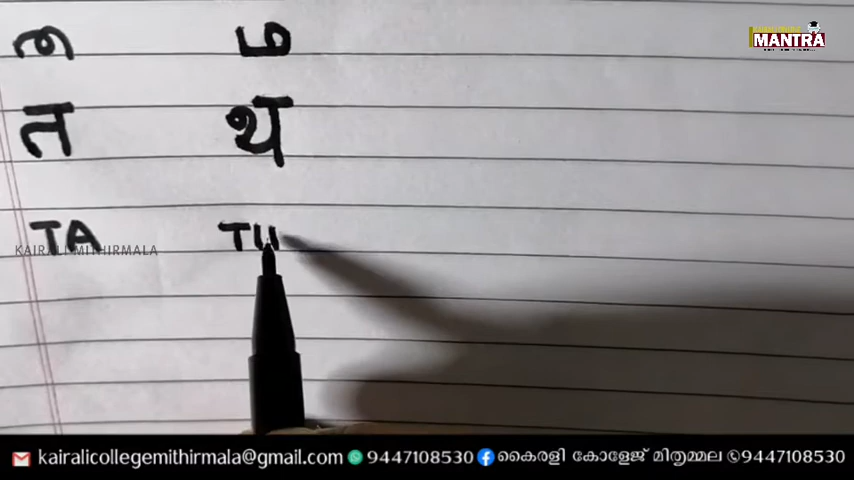 ത ഥ
त थ
TA TH
KAIRALI MITHIRMALA
MANTRA
kairalicollegemithirmala@gmail.com 9447108530 കൈരളി കോളേജ് മിതൃമ്മല 9447108530